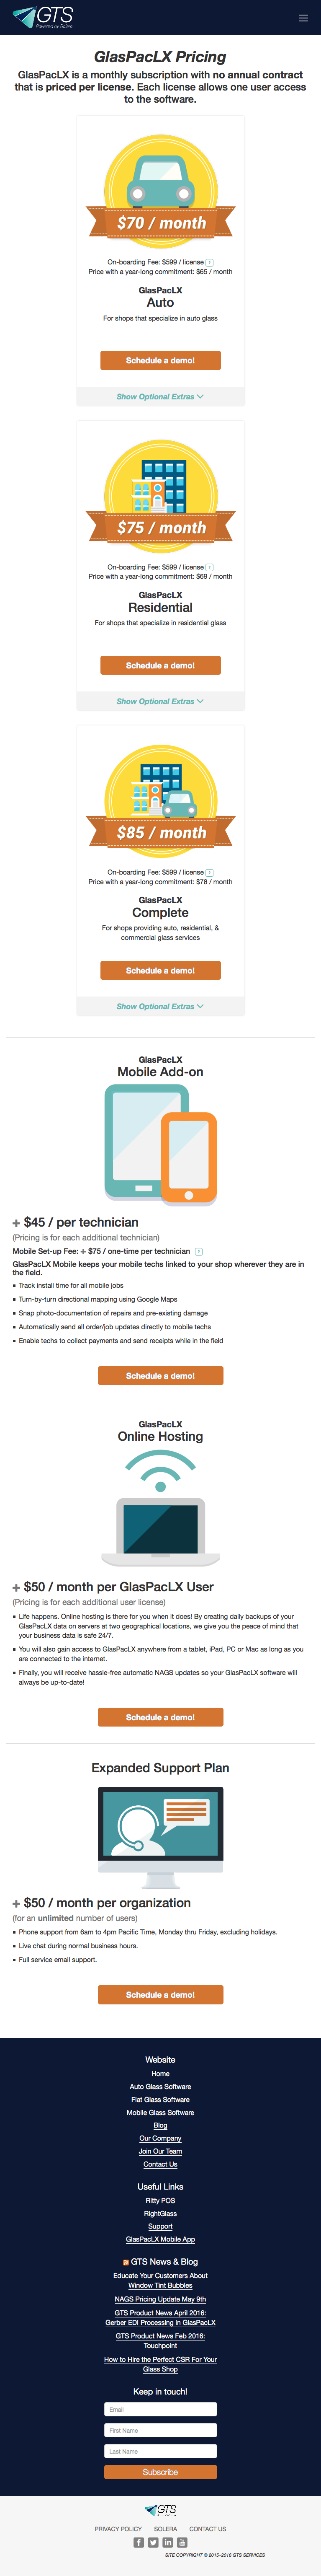 GTS
Powered by Solera
GlasPacLX Pricing
GlasPacLX is a monthly subscription with no annual contract
that is priced per license. Each license allows one user access
to the software.
$70 / month
On-boarding Fee: $599 / license ?
Price with a year-long commitment: $65 / month
GlasPacLX
Auto
For shops that specialize in auto glass
Schedule a demo!
Show Optional Extras
$75 / month
On-boarding Fee: $599 / license ?
Price with a year-long commitment: $69 / month
GlasPacLX
Residential
For shops that specialize in residential glass
Schedule a demo!
Show Optional Extras
$85 / month
On-boarding Fee: $599 / license ?
Price with a year-long commitment: $78 / month
GlasPacLX
Complete
For shops providing auto, residential, &
commercial glass services
Schedule a demo!
Show Optional Extras
GlasPacLX
Mobile Add-on
+ $45 / per technician
(Pricing is for each additional technician)
Mobile Set-up Fee: + $75 / one-time per technician ?
GlasPacLX Mobile keeps your mobile techs linked to your shop wherever they are in
the field.
• Track install time for all mobile jobs
• Turn-by-turn directional mapping using Google Maps
• Snap photo-documentation of repairs and pre-existing damage
• Automatically send all order/job updates directly to mobile techs
• Enable techs to collect payments and send receipts while in the field
Schedule a demo!
GlasPacLX
Online Hosting
+ $50 / month per GlasPacLX User
(Pricing is for each additional user license)
• Life happens. Online hosting is there for you when it does! By creating daily backups of your
GlasPacLX data on servers at two geographical locations, we give you the peace of mind that
your business data is safe 24/7.
• You will also gain access to GlasPacLX anywhere from a tablet, iPad, PC or Mac as long as you
are connected to the internet.
• Finally, you will receive hassle-free automatic NAGS updates so your GlasPacLX software will
always be up-to-date!
Schedule a demo!
Expanded Support Plan
+ $50 / month per organization
(for an unlimited number of users)
• Phone support from 6am to 4pm Pacific Time, Monday thru Friday, excluding holidays.
• Live chat during normal business hours.
• Full service email support.
Schedule a demo!
Website
Home
Auto Glass Software
Flat Glass Software
Mobile Glass Software
Blog
Our Company
Join Our Team
Contact Us
Useful Links
Ritty POS
RightGlass
Support
GlasPacLX Mobile App
GTS News & Blog
Educate Your Customers About
Window Tint Bubbles
NAGS Pricing Update May 9th
GTS Product News April 2016:
Gerber EDI Processing in GlasPacLX
GTS Product News Feb 2016:
Touchpoint
How to Hire the Perfect CSR For Your
Glass Shop
Keep in touch!
Email
First Name
Last Name
Subscribe
GTS
PRIVACY POLICY SOLERA CONTACT US
SITE COPYRIGHT © 2015-2016 GTS SERVICES